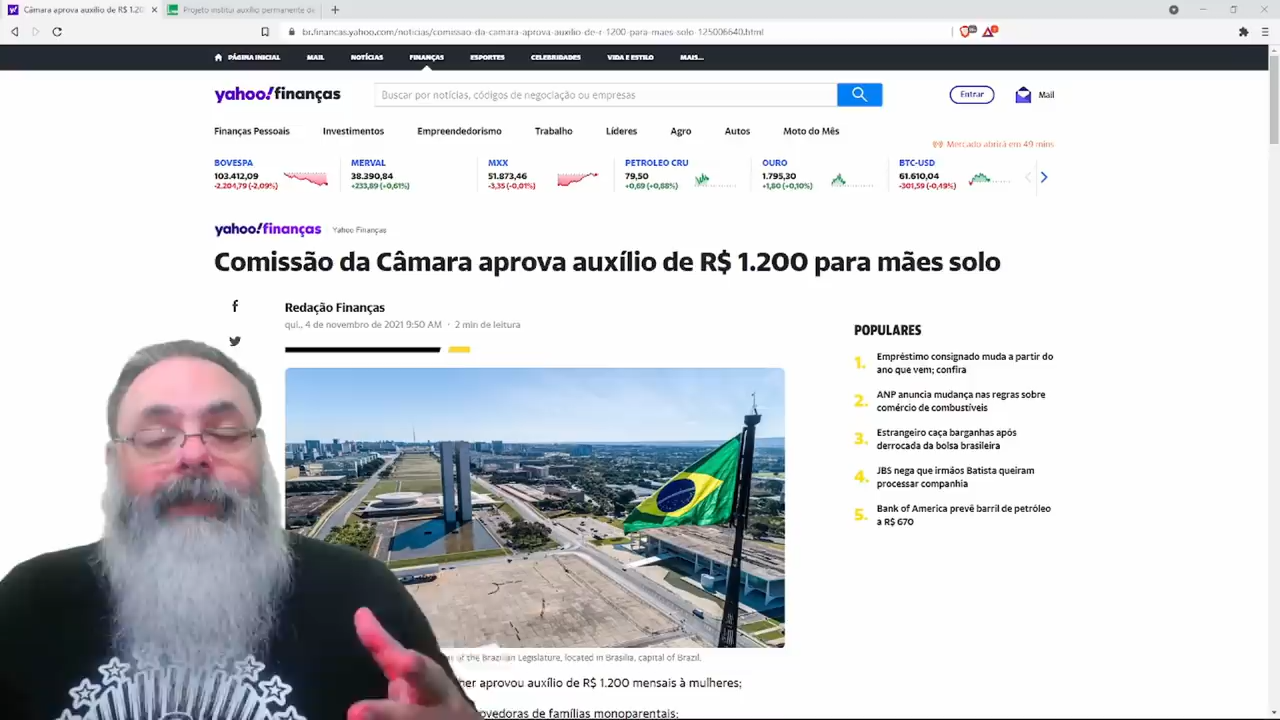 Câmara aprova auxílio de R$ 1.20
Projeto institui auxílio permanente d
br.financas.yahoo.com/noticias/comissao-da-camara-aprova-auxilio-de-r-1200-para-maes-solo-125006640.html
PÁGINA INICIAL MAIL NOTÍCIAS FINANÇAS ESPORTES CELEBRIDADES VIDA E ESTILO MAIS...
yahoo!finanças
Buscar por notícias, códigos de negociação ou empresas
Entrar
Mail
Finanças Pessoais Investimentos Empreendedorismo Trabalho Líderes Agro Autos Moto do Mês
Mercado abrirá em 49 mins
BOVESPA
103.412,09
-2.204,79 (-2,09%)
MERVAL
38.390,84
+233,89 (+0,61%)
MXX
51.873,46
-3,35 (-0,01%)
PETROLEO CRU
79,50
+0,69 (+0,88%)
OURO
1.795,30
+1,80 (+0,10%)
BTC-USD
61.610,04
-301,59 (-0,49%)
yahoo!finanças Yahoo Finanças
Comissão da Câmara aprova auxílio de R$ 1.200 para mães solo
Redação Finanças
qui., 4 de novembro de 2021 9:50 AM · 2 min de leitura
POPULARES
1. Empréstimo consignado muda a partir do
ano que vem; confira
2. ANP anuncia mudança nas regras sobre
comércio de combustíveis
3. Estrangeiro caça barganhas após
derrocada da bolsa brasileira
4. JBS nega que irmãos Batista queiram
processar companhia
5. Bank of America prevê barril de petróleo
a R$ 670
of the Brazilian Legislature, located in Brasilia, capital of Brazil.
her aprovou auxílio de R$ 1.200 mensais à mulheres;
ovedoras de famílias monoparentais;